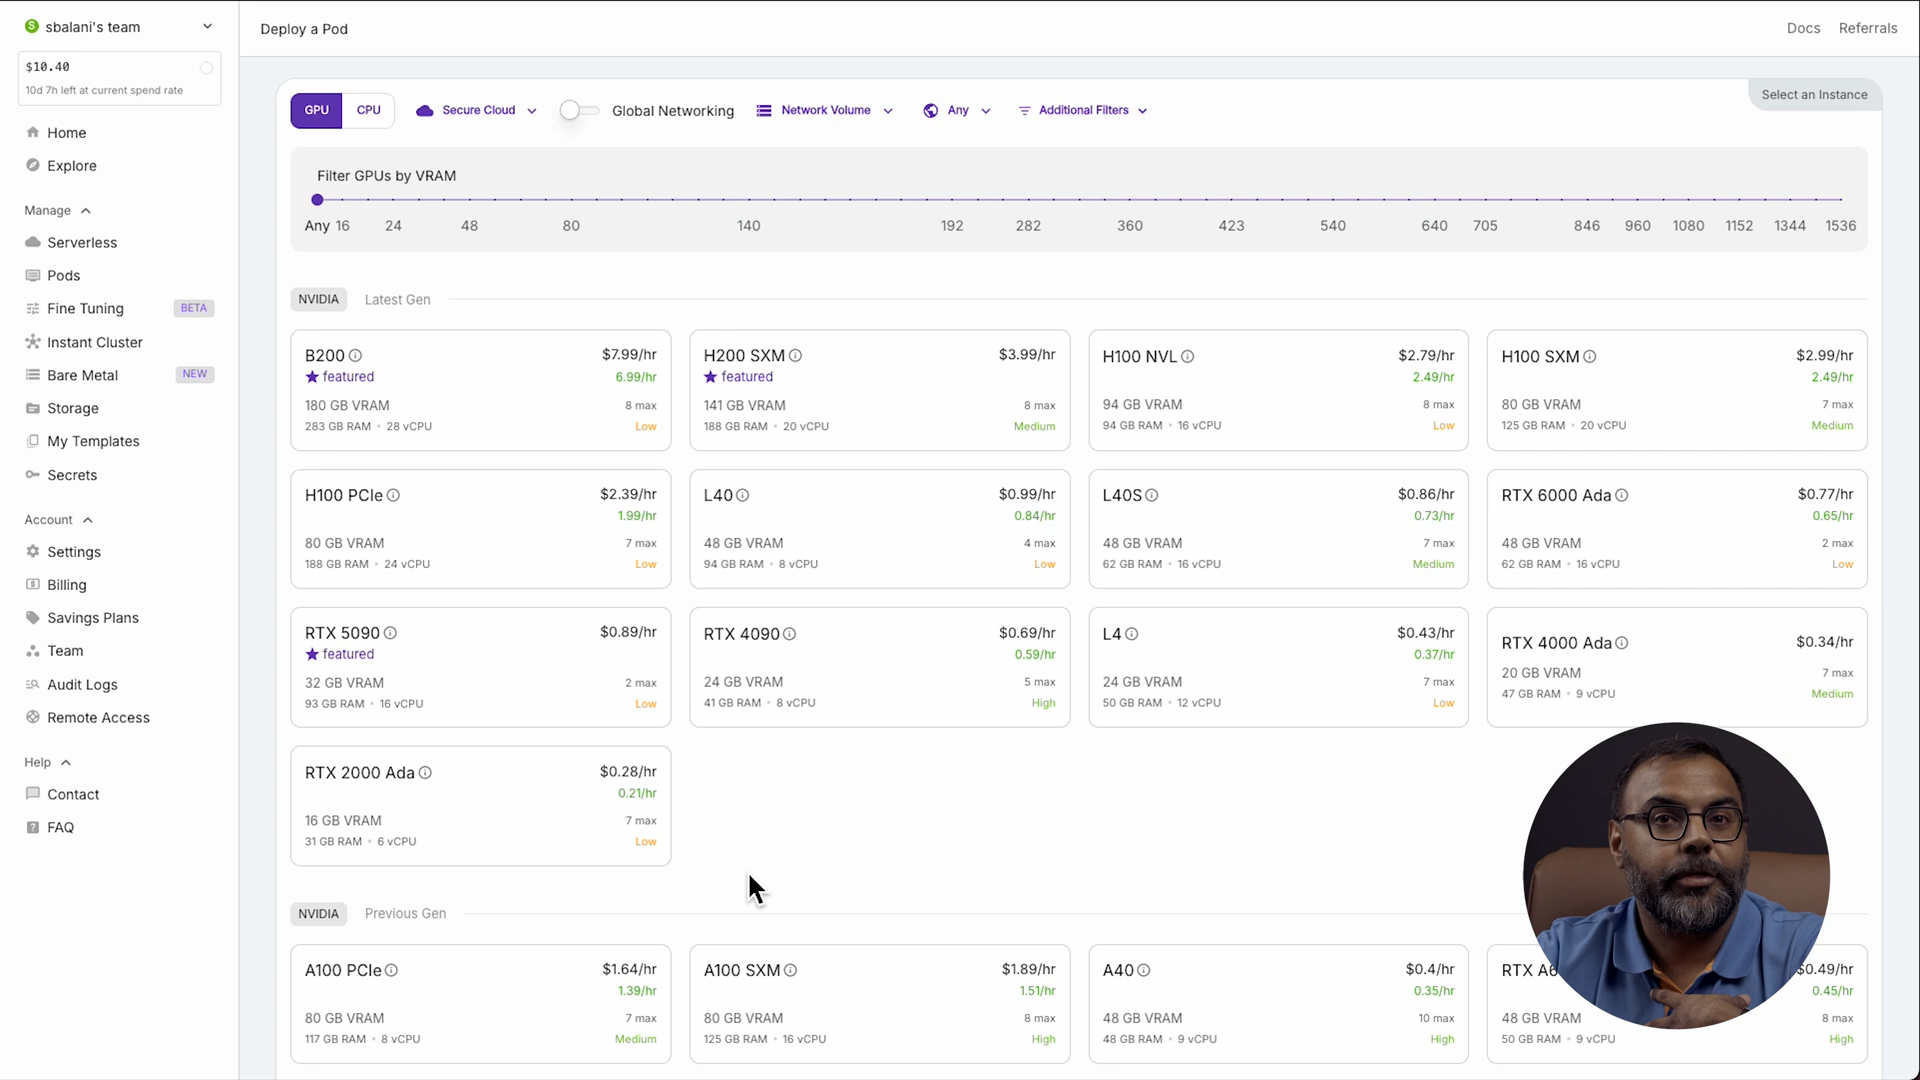 S sbalani's team
$10.40
10d 7h left at current spend rate
Home
Explore
Manage
Serverless
Pods
Fine Tuning BETA
Instant Cluster
Bare Metal NEW
Storage
My Templates
Secrets
Account
Settings
Billing
Savings Plans
Team
Audit Logs
Remote Access
Help
Contact
FAQ
Deploy a Pod
Docs Referrals
Select an Instance
GPU CPU Secure Cloud Global Networking Network Volume Any Additional Filters
Filter GPUs by VRAM
Any 16 24 48 80 140 192 282 360 423 540 640 705 846 960 1080 1152 1344 1536
NVIDIA Latest Gen
B200 $7.99/hr
featured 6.99/hr
180 GB VRAM 8 max
283 GB RAM • 28 vCPU Low
H200 SXM $3.99/hr
featured
141 GB VRAM 8 max
188 GB RAM • 20 vCPU Medium
H100 NVL $2.79/hr
2.49/hr
94 GB VRAM 8 max
94 GB RAM • 16 vCPU Low
H100 SXM $2.99/hr
2.49/hr
80 GB VRAM 7 max
125 GB RAM • 20 vCPU Medium
H100 PCIe $2.39/hr
1.99/hr
80 GB VRAM 7 max
188 GB RAM • 24 vCPU Low
L40 $0.99/hr
0.84/hr
48 GB VRAM 4 max
94 GB RAM • 8 vCPU Low
L40S $0.86/hr
0.73/hr
48 GB VRAM 7 max
62 GB RAM • 16 vCPU Medium
RTX 6000 Ada $0.77/hr
0.65/hr
48 GB VRAM 2 max
62 GB RAM • 16 vCPU Low
RTX 5090 $0.89/hr
featured
32 GB VRAM 2 max
93 GB RAM • 16 vCPU Low
RTX 4090 $0.69/hr
0.59/hr
24 GB VRAM 5 max
41 GB RAM • 8 vCPU High
L4 $0.43/hr
0.37/hr
24 GB VRAM 7 max
50 GB RAM • 12 vCPU Low
RTX 4000 Ada $0.34/hr
20 GB VRAM 7 max
47 GB RAM • 9 vCPU Medium
RTX 2000 Ada $0.28/hr
0.21/hr
16 GB VRAM 7 max
31 GB RAM • 6 vCPU Low
NVIDIA Previous Gen
A100 PCIe $1.64/hr
1.39/hr
80 GB VRAM 7 max
117 GB RAM • 8 vCPU Medium
A100 SXM $1.89/hr
1.51/hr
80 GB VRAM 8 max
125 GB RAM • 16 vCPU High
A40 $0.4/hr
0.35/hr
48 GB VRAM 10 max
48 GB RAM • 9 vCPU High
RTX $0.49/hr
0.45/hr
48 GB VRAM 8 max
50 GB RAM • 9 vCPU High